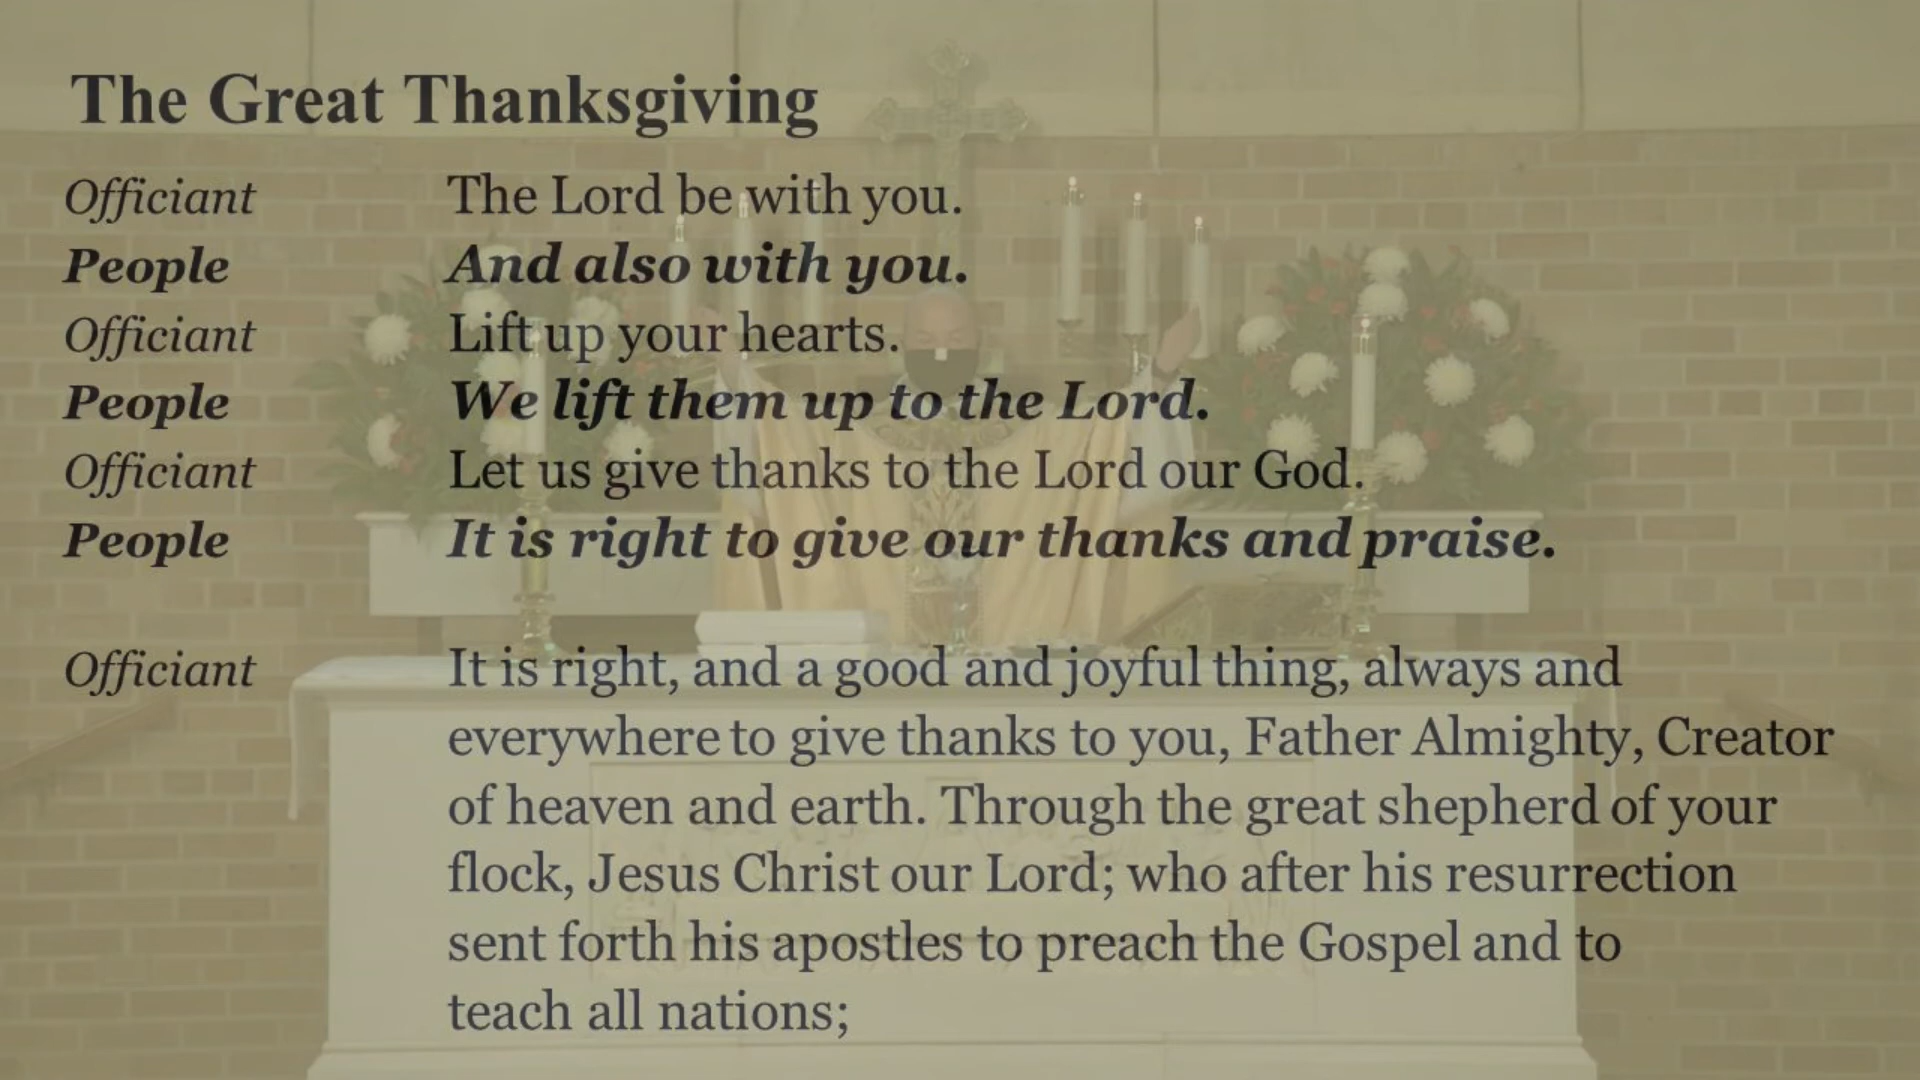 The Great Thanksgiving
Officiant The Lord be with you.
People And also with you.
Officiant Lift up your hearts.
People We lift them up to the Lord.
Officiant Let us give thanks to the Lord our God.
People It is right to give our thanks and praise.
Officiant It is right, and a good and joyful thing, always and
everywhere to give thanks to you, Father Almighty, Creator
of heaven and earth. Through the great shepherd of your
flock, Jesus Christ our Lord; who after his resurrection
sent forth his apostles to preach the Gospel and to
teach all nations;